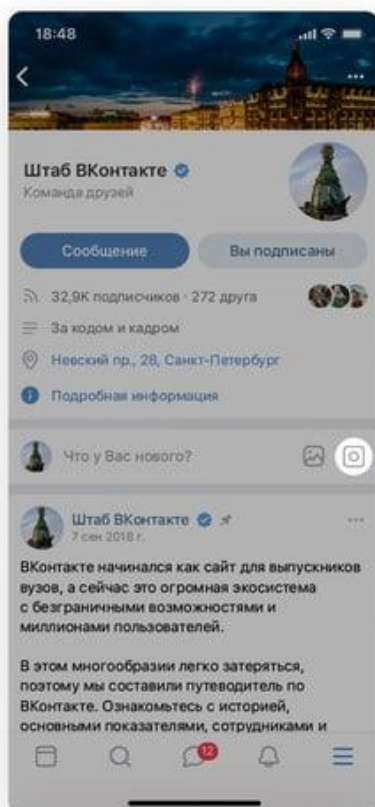 18:48
Штаб ВКонтакте
Команда друзей
Сообщение
Вы подписаны
32,9K подписчиков · 272 друга
За кодом и кадром
Невский пр., 28, Санкт-Петербург
Подробная информация
Что у Вас нового?
Штаб ВКонтакте
7 сен 2018 г.
ВКонтакте начинался как сайт для выпускников
вузов, а сейчас это огромная экосистема
с безграничными возможностями и
миллионами пользователей.
В этом многообразии легко затеряться,
поэтому мы составили путеводитель по
ВКонтакте. Ознакомьтесь с историей,
основными показателями, сотрудниками и
12